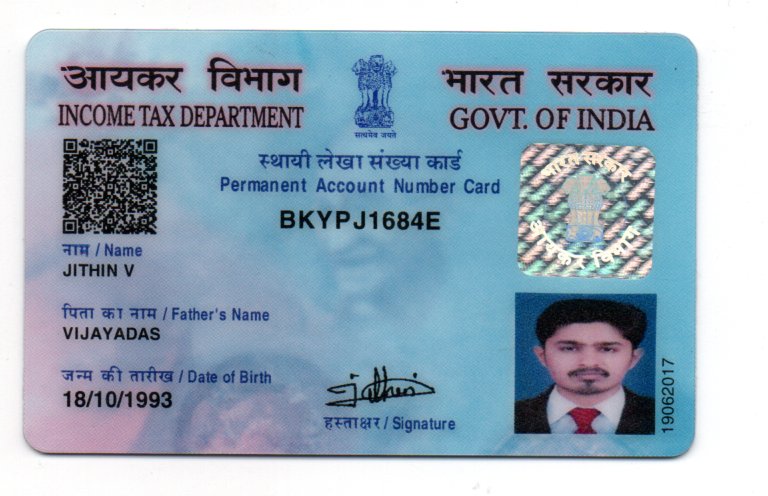 आयकर विभाग
INCOME TAX DEPARTMENT
सत्यमेव जयते
भारत सरकार
GOVT. OF INDIA
स्थायी लेखा संख्या कार्ड
Permanent Account Number Card
BKYPJ1684E
भारत सरकार
आयकर विभाग
नाम / Name
JITHIN V
पिता का नाम / Father's Name
VIJAYADAS
जन्म की तारीख / Date of Birth
18/10/1993
Jithin
हस्ताक्षर / Signature
19062017